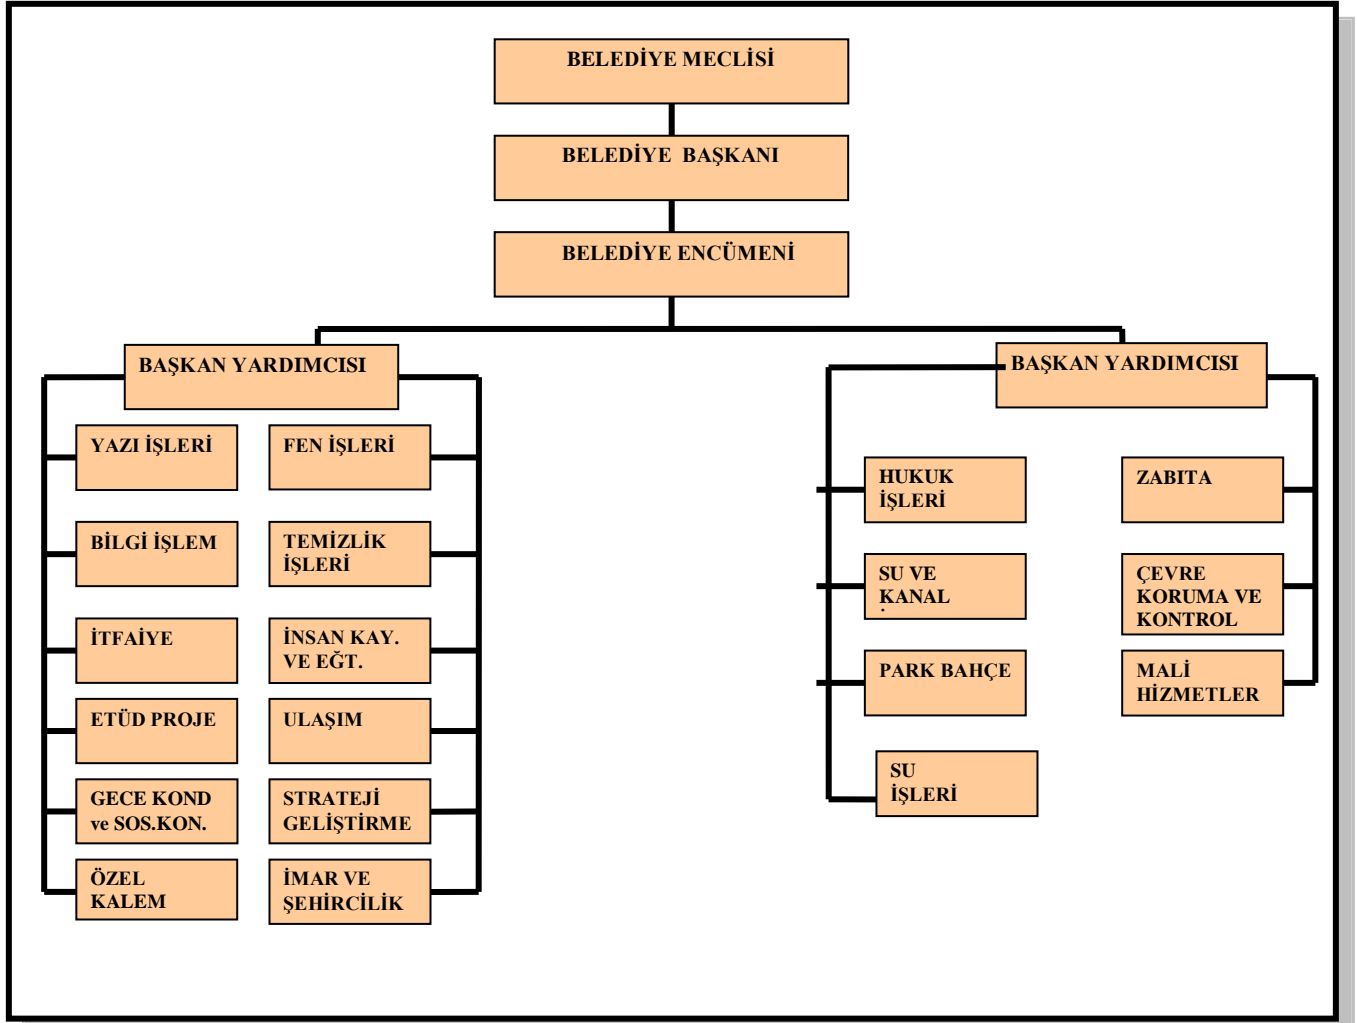 BELEDİYE MECLİSİ
BELEDİYE BAŞKANI
BELEDİYE ENCÜMENİ
BAŞKAN YARDIMCISI
YAZI İŞLERİ
FEN İŞLERİ
BİLGİ İŞLEM
TEMİZLİK
İŞLERİ
İTFAİYE
İNSAN KAY.
VE EĞT.
ETÜD PROJE
ULAŞIM
GECE KOND
ve SOS.KON.
STRATEJİ
GELİŞTİRME
ÖZEL
KALEM
İMAR VE
ŞEHİRCİLİK
BAŞKAN YARDIMCISI
HUKUK
İŞLERİ
ZABITA
SU VE
KANAL
ÇEVRE
KORUMA VE
KONTROL
PARK BAHÇE
MALİ
HİZMETLER
SU
İŞLERİ